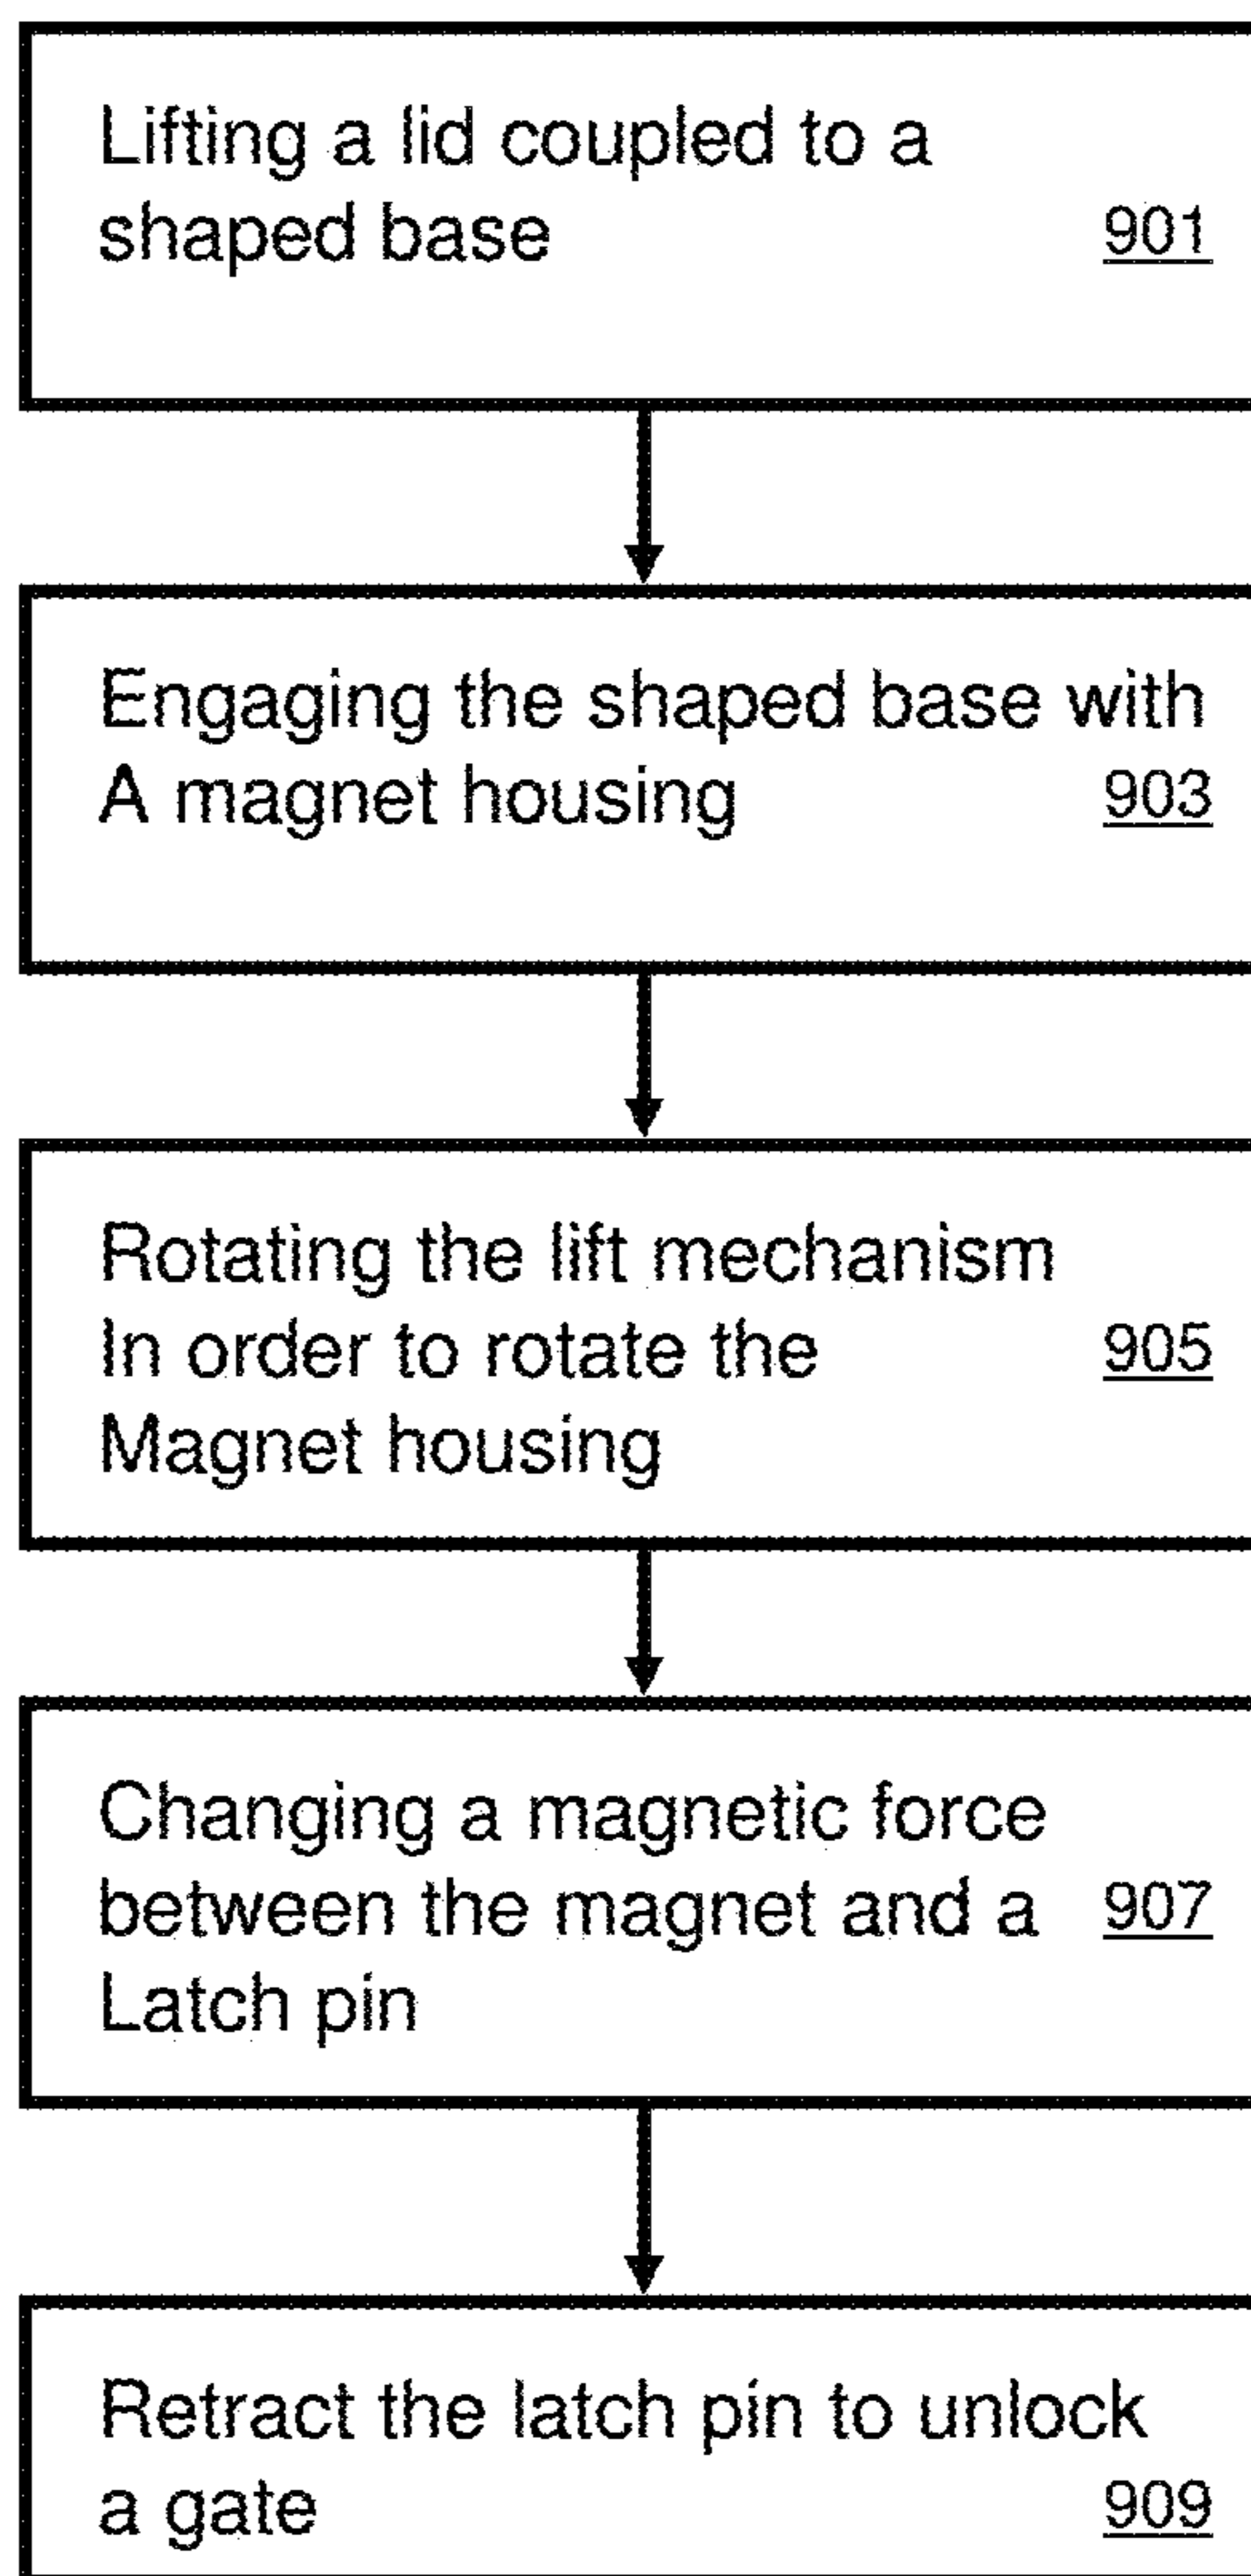 Lifting a lid coupled to a
shaped base 901
Engaging the shaped base with
A magnet housing 903
Rotating the lift mechanism
In order to rotate the 905
Magnet housing
Changing a magnetic force
between the magnet and a 907
Latch pin
Retract the latch pin to unlock
a gate 909